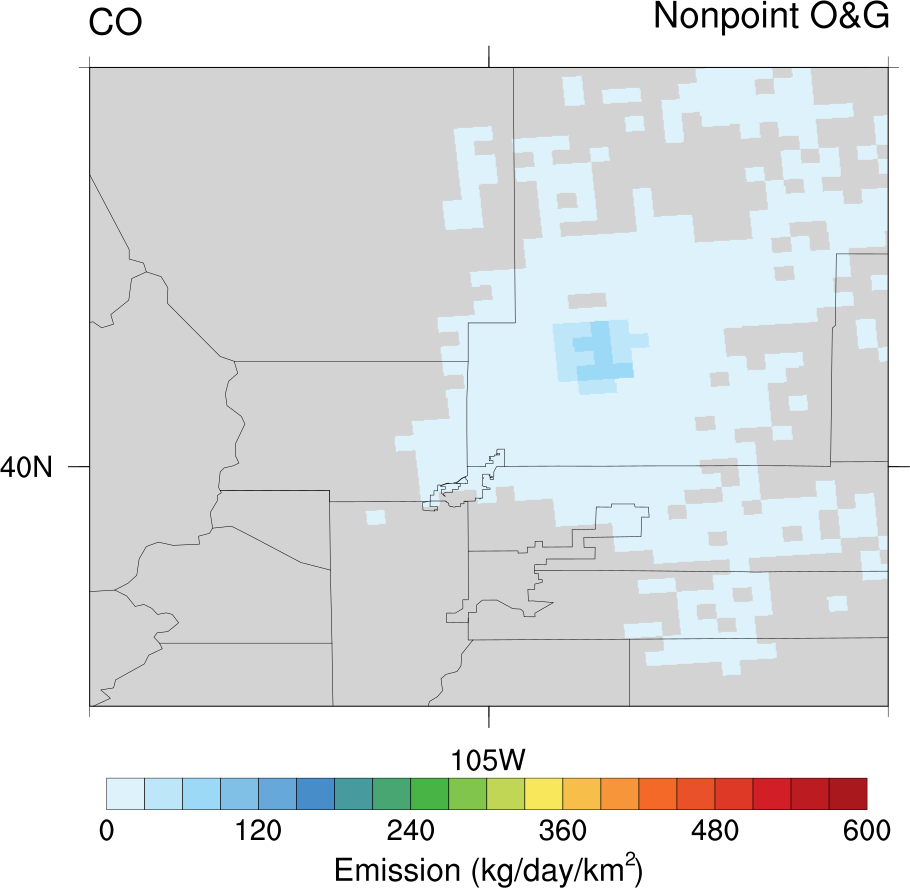 CO
Nonpoint O&G
40N
105W
0 120 240 360 480 600
Emission (kg/day/km²)